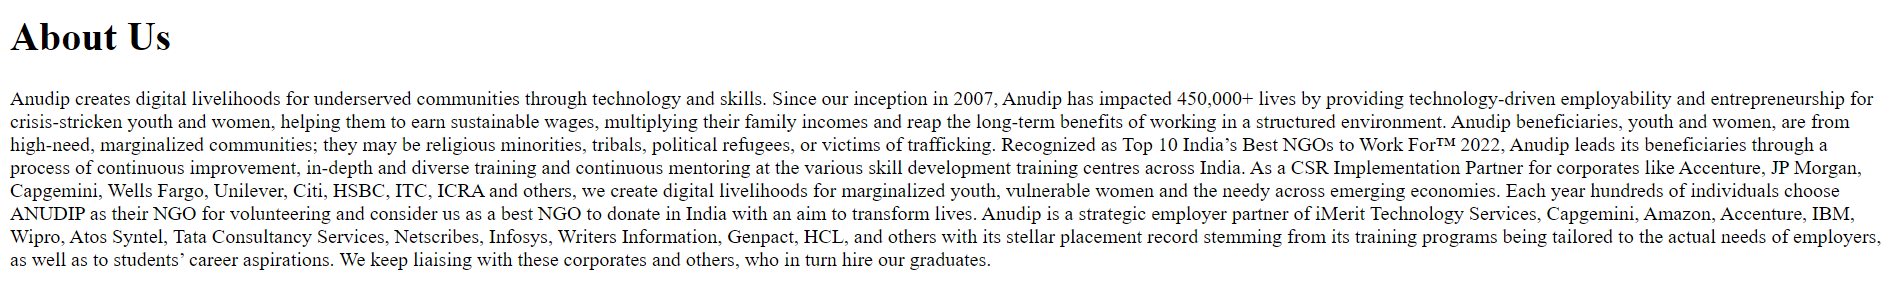 About Us
Anudip creates digital livelihoods for underserved communities through technology and skills. Since our inception in 2007, Anudip has impacted 450,000+ lives by providing technology-driven employability and entrepreneurship for
crisis-stricken youth and women, helping them to earn sustainable wages, multiplying their family incomes and reap the long-term benefits of working in a structured environment. Anudip beneficiaries, youth and women, are from
high-need, marginalized communities; they may be religious minorities, tribals, political refugees, or victims of trafficking. Recognized as Top 10 India’s Best NGOs to Work For™ 2022, Anudip leads its beneficiaries through a
process of continuous improvement, in-depth and diverse training and continuous mentoring at the various skill development training centres across India. As a CSR Implementation Partner for corporates like Accenture, JP Morgan,
Capgemini, Wells Fargo, Unilever, Citi, HSBC, ITC, ICRA and others, we create digital livelihoods for marginalized youth, vulnerable women and the needy across emerging economies. Each year hundreds of individuals choose
ANUDIP as their NGO for volunteering and consider us as a best NGO to donate in India with an aim to transform lives. Anudip is a strategic employer partner of iMerit Technology Services, Capgemini, Amazon, Accenture, IBM,
Wipro, Atos Syntel, Tata Consultancy Services, Netscribes, Infosys, Writers Information, Genpact, HCL, and others with its stellar placement record stemming from its training programs being tailored to the actual needs of employers,
as well as to students’ career aspirations. We keep liaising with these corporates and others, who in turn hire our graduates.